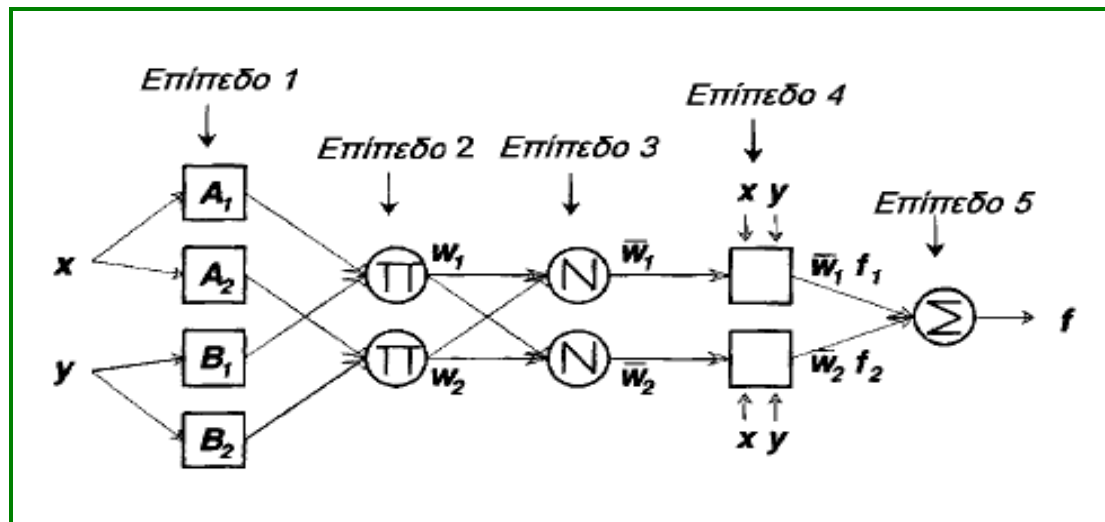 Επίπεδο 1
Επίπεδο 2
Επίπεδο 3
Επίπεδο 4
Επίπεδο 5
x y
A₁
x
A₂
Π w₁ N w̅₁
w̅₁ f₁
Σ f
y
B₁
Π w₂ N w̅₂
w̅₂ f₂
B₂
x y